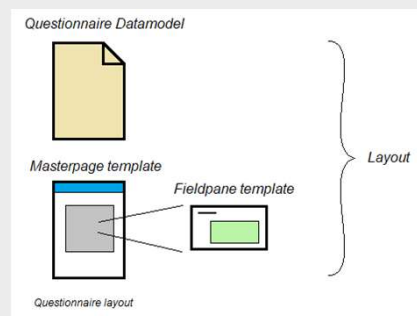 Questionnaire Datamodel
Layout
Masterpage template
Fieldpane template
Questionnaire layout